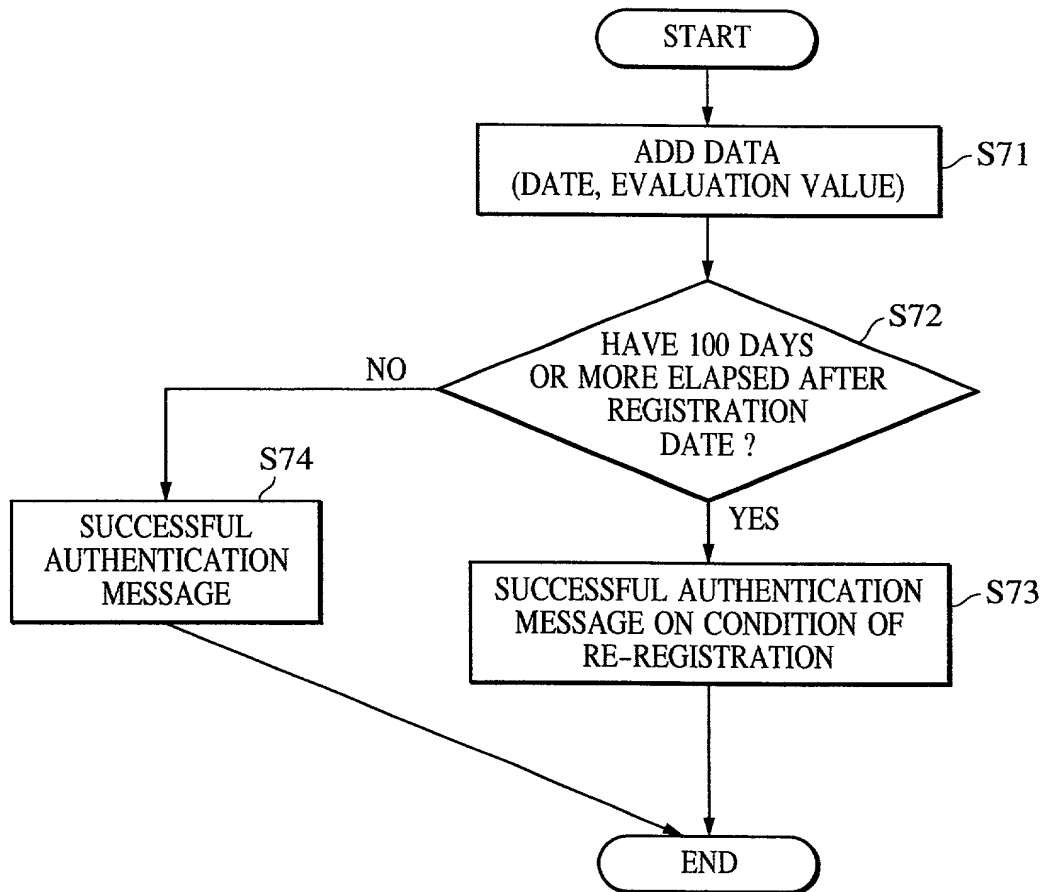 START
ADD DATA
(DATE, EVALUATION VALUE)
S71
S72
HAVE 100 DAYS
OR MORE ELAPSED AFTER
REGISTRATION
DATE ?
NO
YES
S74
SUCCESSFUL
AUTHENTICATION
MESSAGE
S73
SUCCESSFUL AUTHENTICATION
MESSAGE ON CONDITION OF
RE-REGISTRATION
END